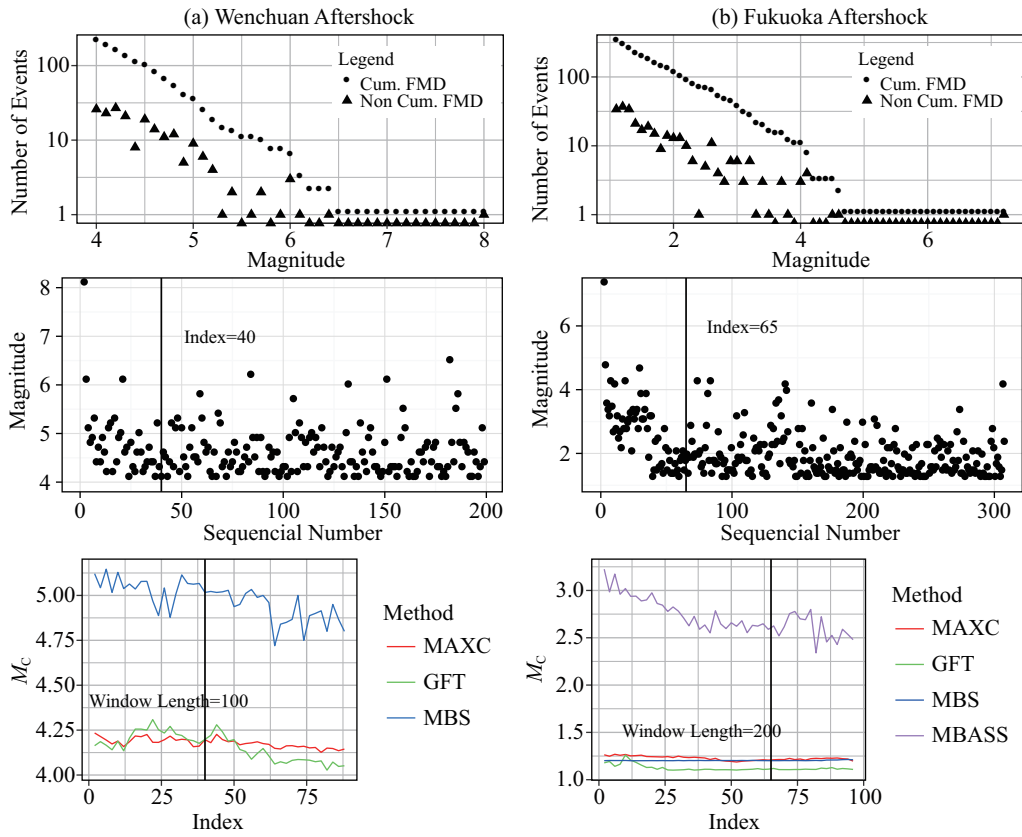 (a) Wenchuan Aftershock
Number of Events
100
10
1
Legend
Cum. FMD
Non Cum. FMD
4 5 6 7 8
Magnitude
Magnitude
8
7
6
5
4
Index=40
0 50 100 150 200
Sequencial Number
M_C
5.00
4.75
4.50
4.25
4.00
Window Length=100
0 25 50 75
Index
Method
MAXC
GFT
MBS
(b) Fukuoka Aftershock
Number of Events
100
10
1
Legend
Cum. FMD
Non Cum. FMD
2 4 6
Magnitude
Magnitude
6
4
2
Index=65
0 100 200 300
Sequencial Number
M_C
3.0
2.5
2.0
1.5
1.0
Window Length=200
0 25 50 75 100
Index
Method
MAXC
GFT
MBS
MBASS